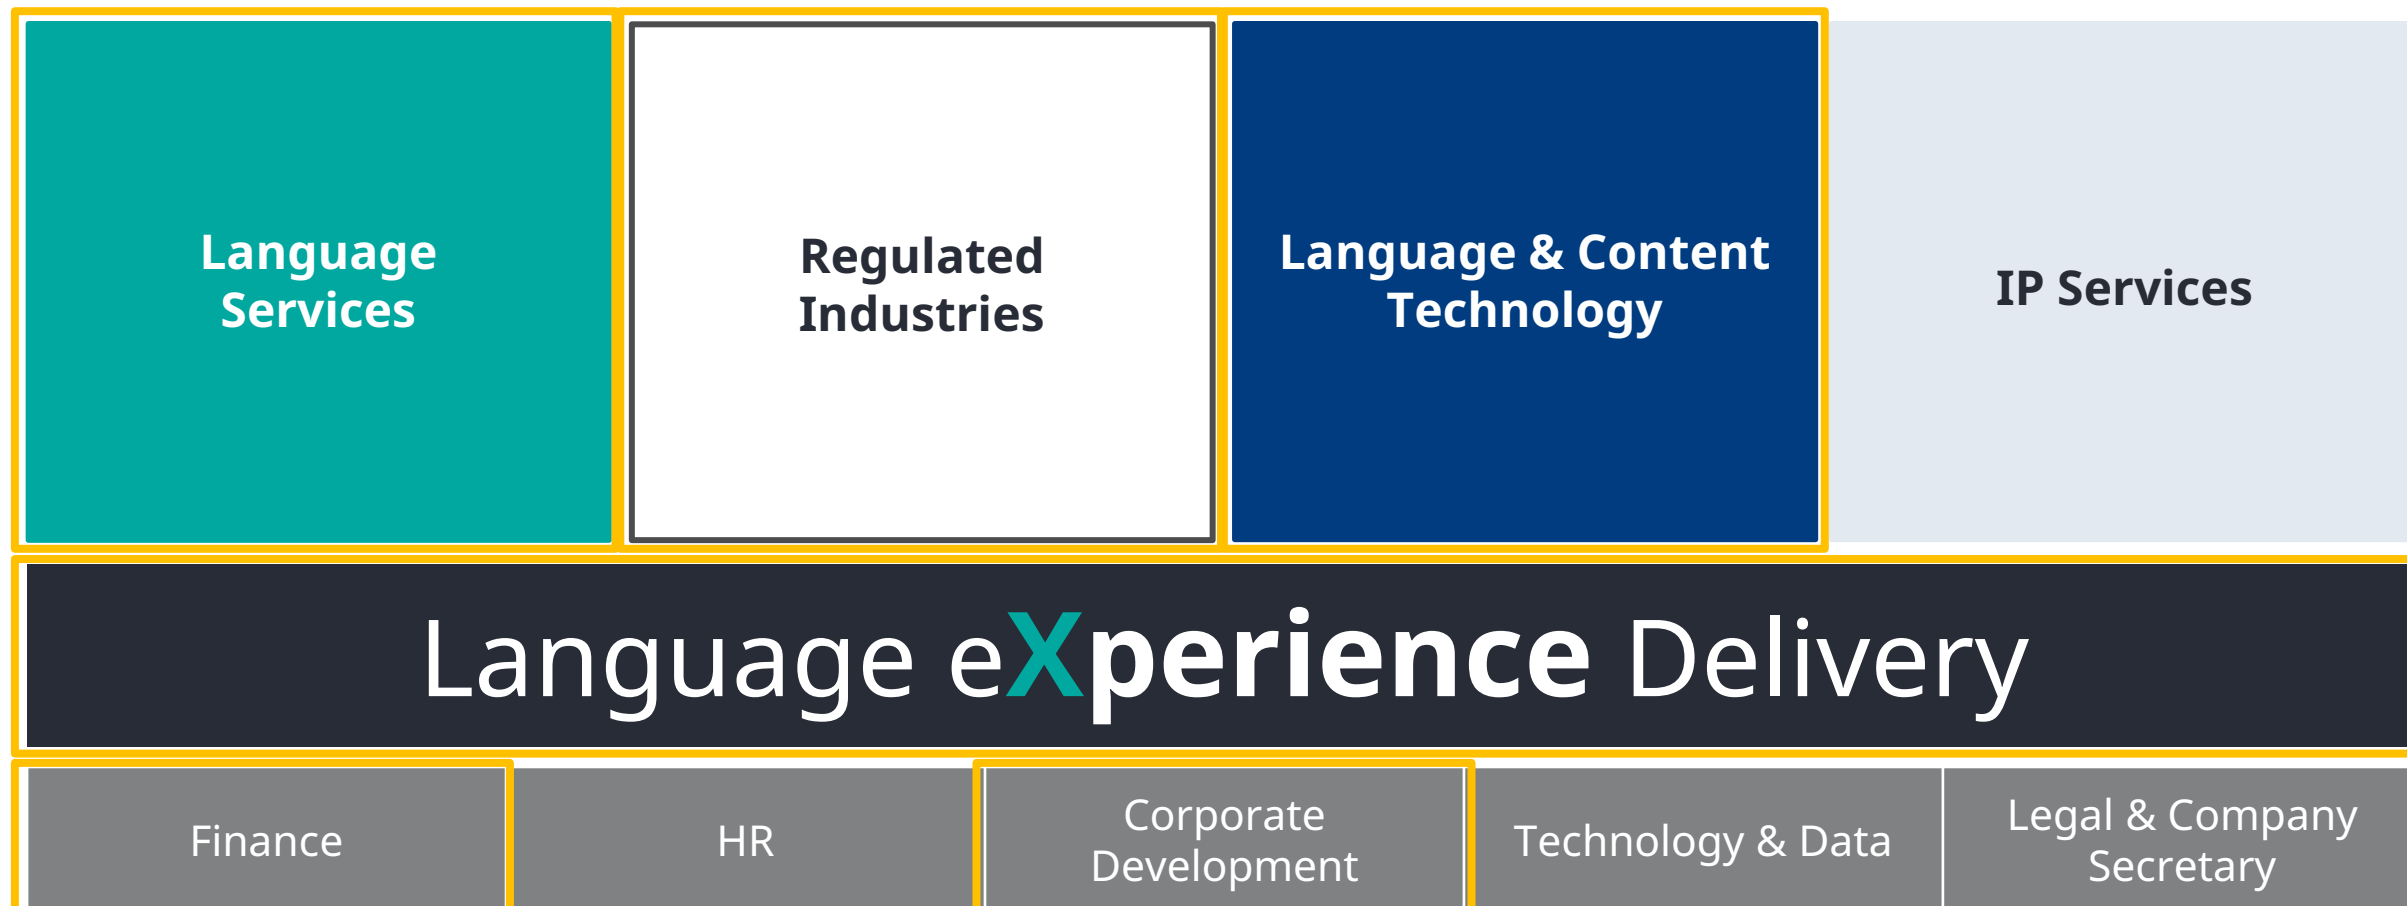 Language
Services
Regulated
Industries
Language & Content
Technology
IP Services
Language eXperience Delivery
Finance
HR
Corporate
Development
Technology & Data
Legal & Company
Secretary